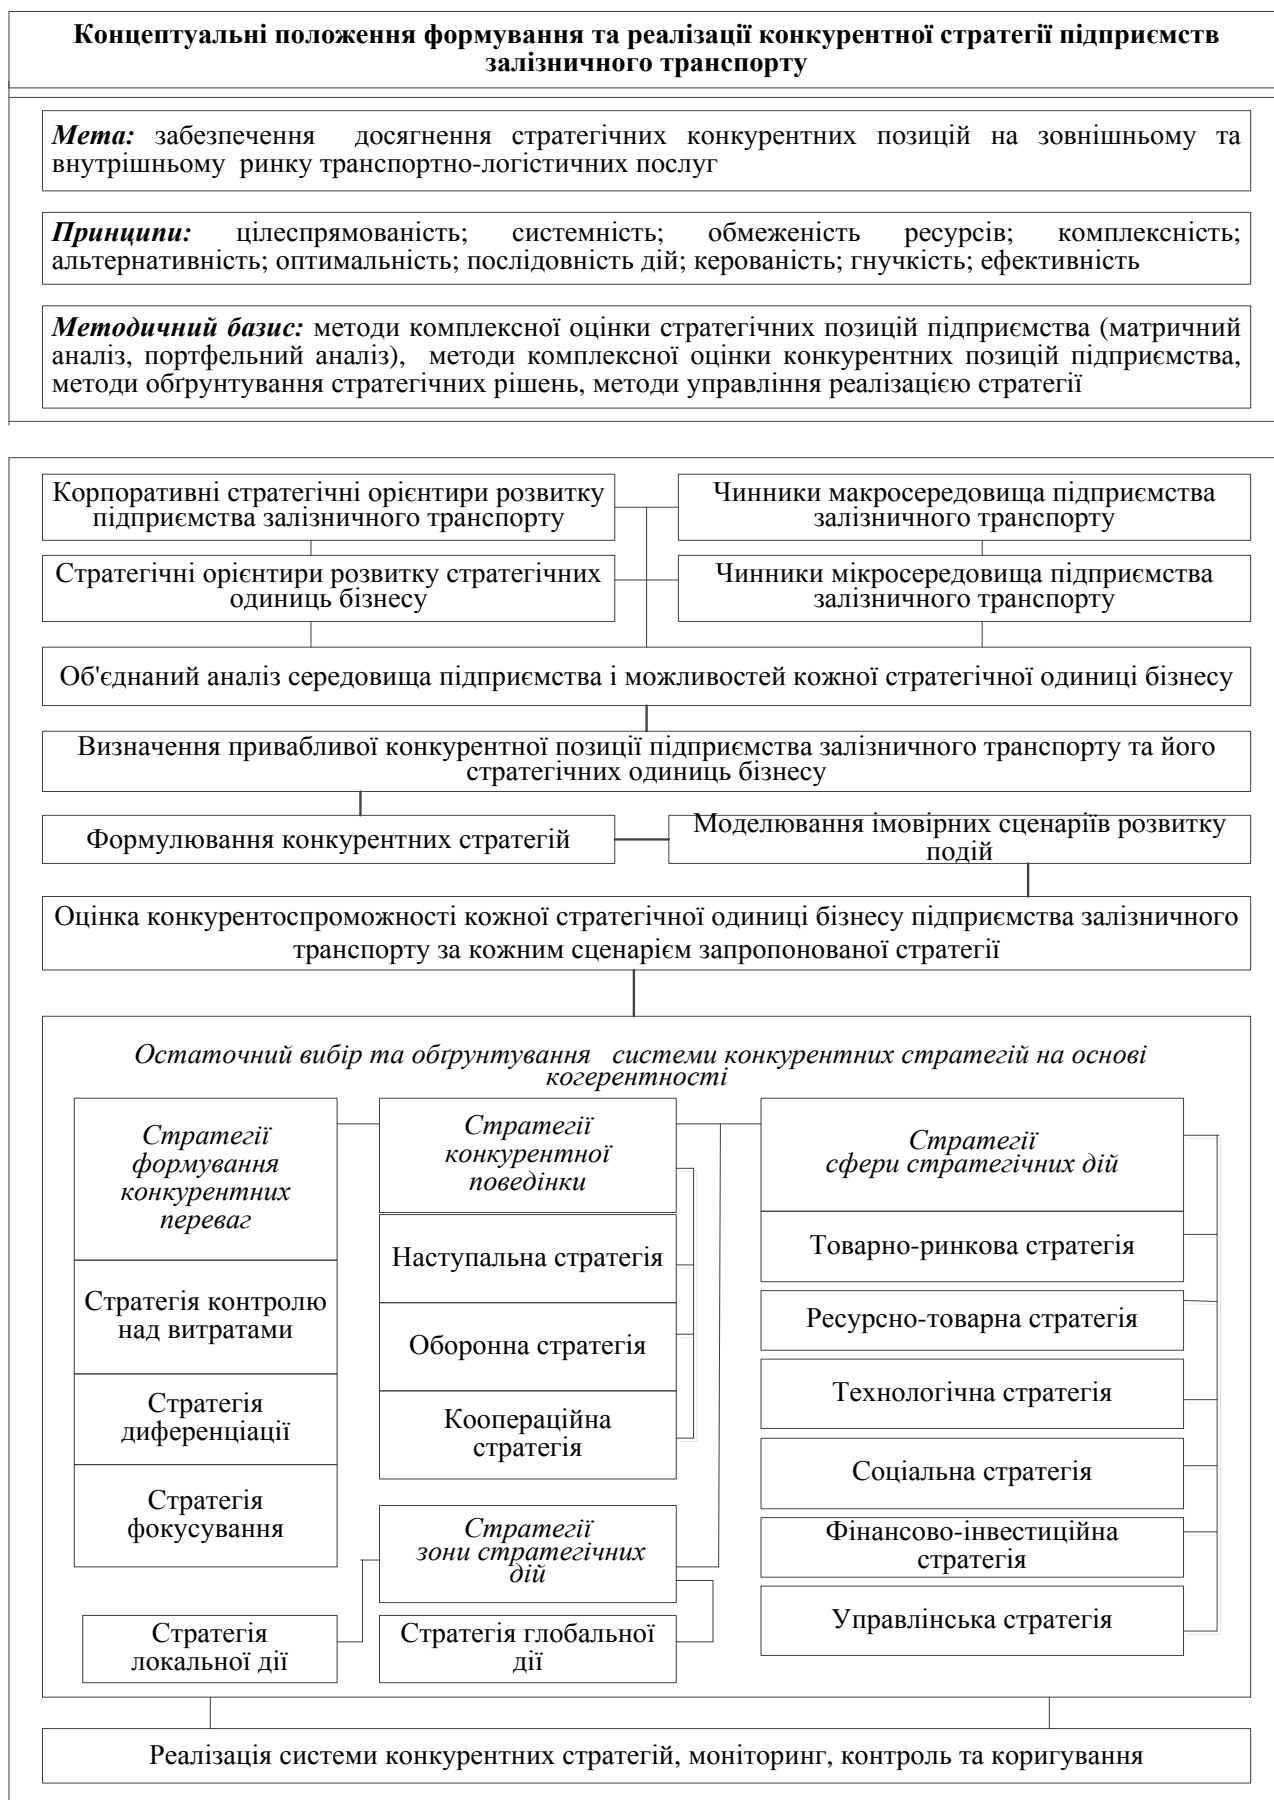 Концептуальні положення формування та реалізації конкурентної стратегії підприємств
залізничного транспорту
Мета: забезпечення досягнення стратегічних конкурентних позицій на зовнішньому та
внутрішньому ринку транспортно-логістичних послуг
Принципи: цілеспрямованість; системність; обмеженість ресурсів; комплексність;
альтернативність; оптимальність; послідовність дій; керованість; гнучкість; ефективність
Методичний базис: методи комплексної оцінки стратегічних позицій підприємства (матричний
аналіз, портфельний аналіз), методи комплексної оцінки конкурентних позицій підприємства,
методи обґрунтування стратегічних рішень, методи управління реалізацією стратегії
Корпоративні стратегічні орієнтири розвитку
підприємства залізничного транспорту
Чинники макросередовища підприємства
залізничного транспорту
Стратегічні орієнтири розвитку стратегічних
одиниць бізнесу
Чинники мікросередовища підприємства
залізничного транспорту
Об'єднаний аналіз середовища підприємства і можливостей кожної стратегічної одиниці бізнесу
Визначення привабливої конкурентної позиції підприємства залізничного транспорту та його
стратегічних одиниць бізнесу
Формулювання конкурентних стратегій
Моделювання імовірних сценаріїв розвитку
подій
Оцінка конкурентоспроможності кожної стратегічної одиниці бізнесу підприємства залізничного
транспорту за кожним сценарієм запропонованої стратегії
Остаточний вибір та обґрунтування системи конкурентних стратегій на основі
когерентності
Стратегії
формування
конкурентних
переваг
Стратегія контролю
над витратами
Стратегія
диференціації
Стратегія
фокусування
Стратегії
конкурентної
поведінки
Наступальна стратегія
Оборонна стратегія
Коопераційна
стратегія
Стратегії
зони стратегічних
дій
Стратегія
локальної дії
Стратегія глобальної
дії
Стратегії
сфери стратегічних дій
Товарно-ринкова стратегія
Ресурсно-товарна стратегія
Технологічна стратегія
Соціальна стратегія
Фінансово-інвестиційна
стратегія
Управлінська стратегія
Реалізація системи конкурентних стратегій, моніторинг, контроль та коригування